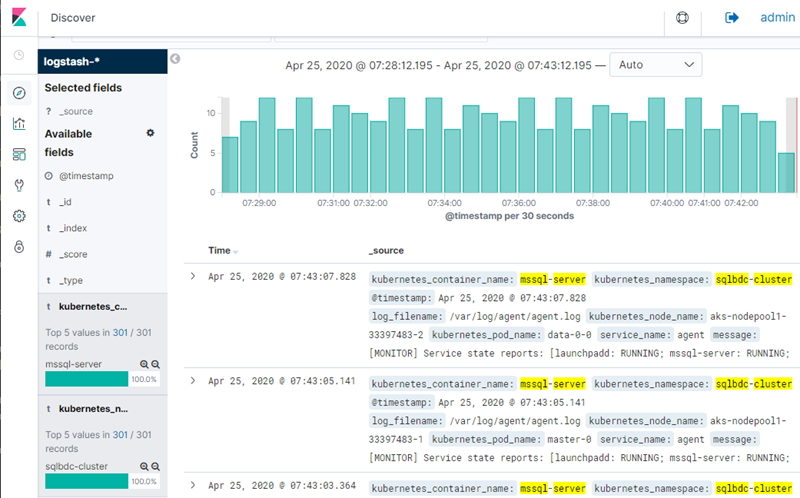 Discover
admin
logstash-*
Selected fields
? _source
Available
fields
@timestamp
t _id
t _index
# _score
t _type
t kubernetes_c...
Top 5 values in 301 / 301
records
mssql-server
100.0%
t kubernetes_n...
Top 5 values in 301 / 301
records
sqlbdc-cluster
100.0%
Apr 25, 2020 @ 07:28:12.195 - Apr 25, 2020 @ 07:43:12.195 — Auto
Count
10
5
0
07:29:00 07:31:00 07:32:00 07:34:00 07:36:00 07:38:00 07:40:00 07:41:00 07:42:00
@timestamp per 30 seconds
Time _source
Apr 25, 2020 @ 07:43:07.828 kubernetes_container_name: mssql-server kubernetes_namespace: sqlbdc-cluster
@timestamp: Apr 25, 2020 @ 07:43:07.828
log_filename: /var/log/agent/agent.log kubernetes_node_name: aks-nodepool1-
33397483-2 kubernetes_pod_name: data-0-0 service_name: agent message:
[MONITOR] Service state reports: [launchpadd: RUNNING; mssql-server: RUNNING;
Apr 25, 2020 @ 07:43:05.141 kubernetes_container_name: mssql-server kubernetes_namespace: sqlbdc-cluster
@timestamp: Apr 25, 2020 @ 07:43:05.141
log_filename: /var/log/agent/agent.log kubernetes_node_name: aks-nodepool1-
33397483-1 kubernetes_pod_name: master-0 service_name: agent message:
[MONITOR] Service state reports: [launchpadd: RUNNING; mssql-server: RUNNING;
Apr 25, 2020 @ 07:43:03.364 kubernetes_container_name: mssql-server kubernetes_namespace: sqlbdc-cluster